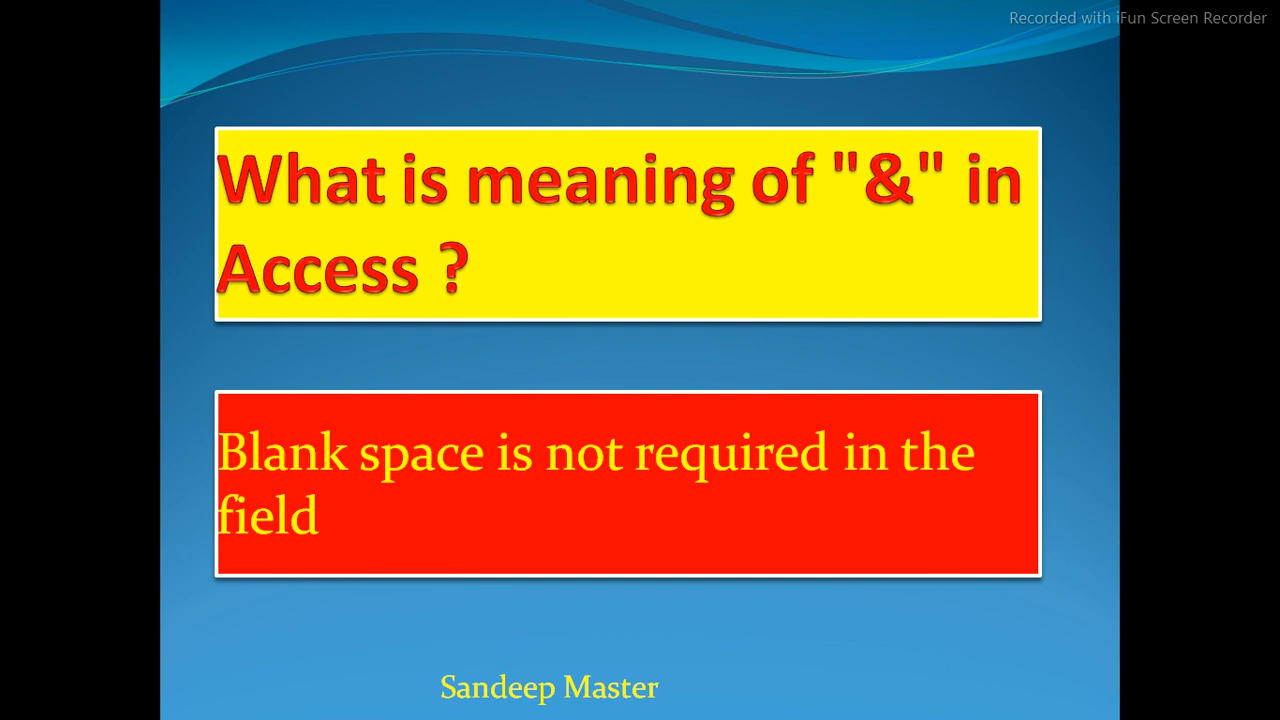 Recorded with iFun Screen Recorder
What is meaning of "&" in
Access ?
Blank space is not required in the
field
Sandeep Master